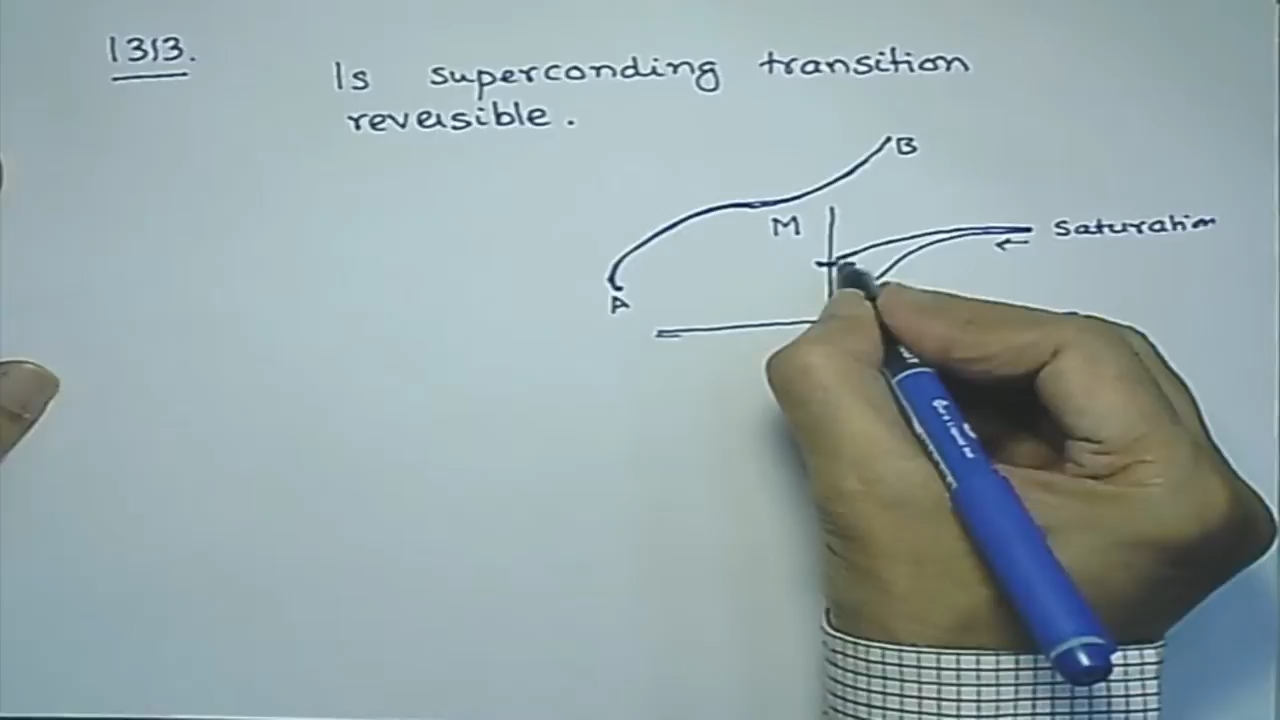 1313.
Is superconding transition
reversible.
B
M
Saturation
A